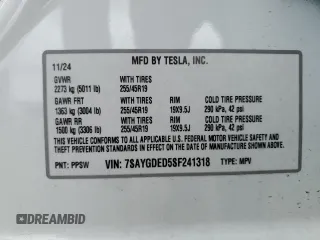 MFD BY TESLA, INC.
11/24
GVWR WITH TIRES
2273 kg (5011 lb) 255/45R19
GAWR FRT WITH TIRES RIM COLD TIRE PRESSURE
1363 kg (3004 lb) 255/45R19 19X9.5J 290 kPa, 42 psi
GAWR RR WITH TIRES RIM COLD TIRE PRESSURE
1500 kg (3306 lb) 255/45R19 19X9.5J 290 kPa, 42 psi
THIS VEHICLE CONFORMS TO ALL APPLICABLE FEDERAL MOTOR VEHICLE SAFETY
AND THEFT PREVENTION STANDARDS IN EFFECT ON THE DATE OF MANUFACTURE
SHOWN ABOVE.
PNT: PPSW VIN: 7SAYGDED5SF241318 TYPE: MPV
AUTOHELPERBOT.COM